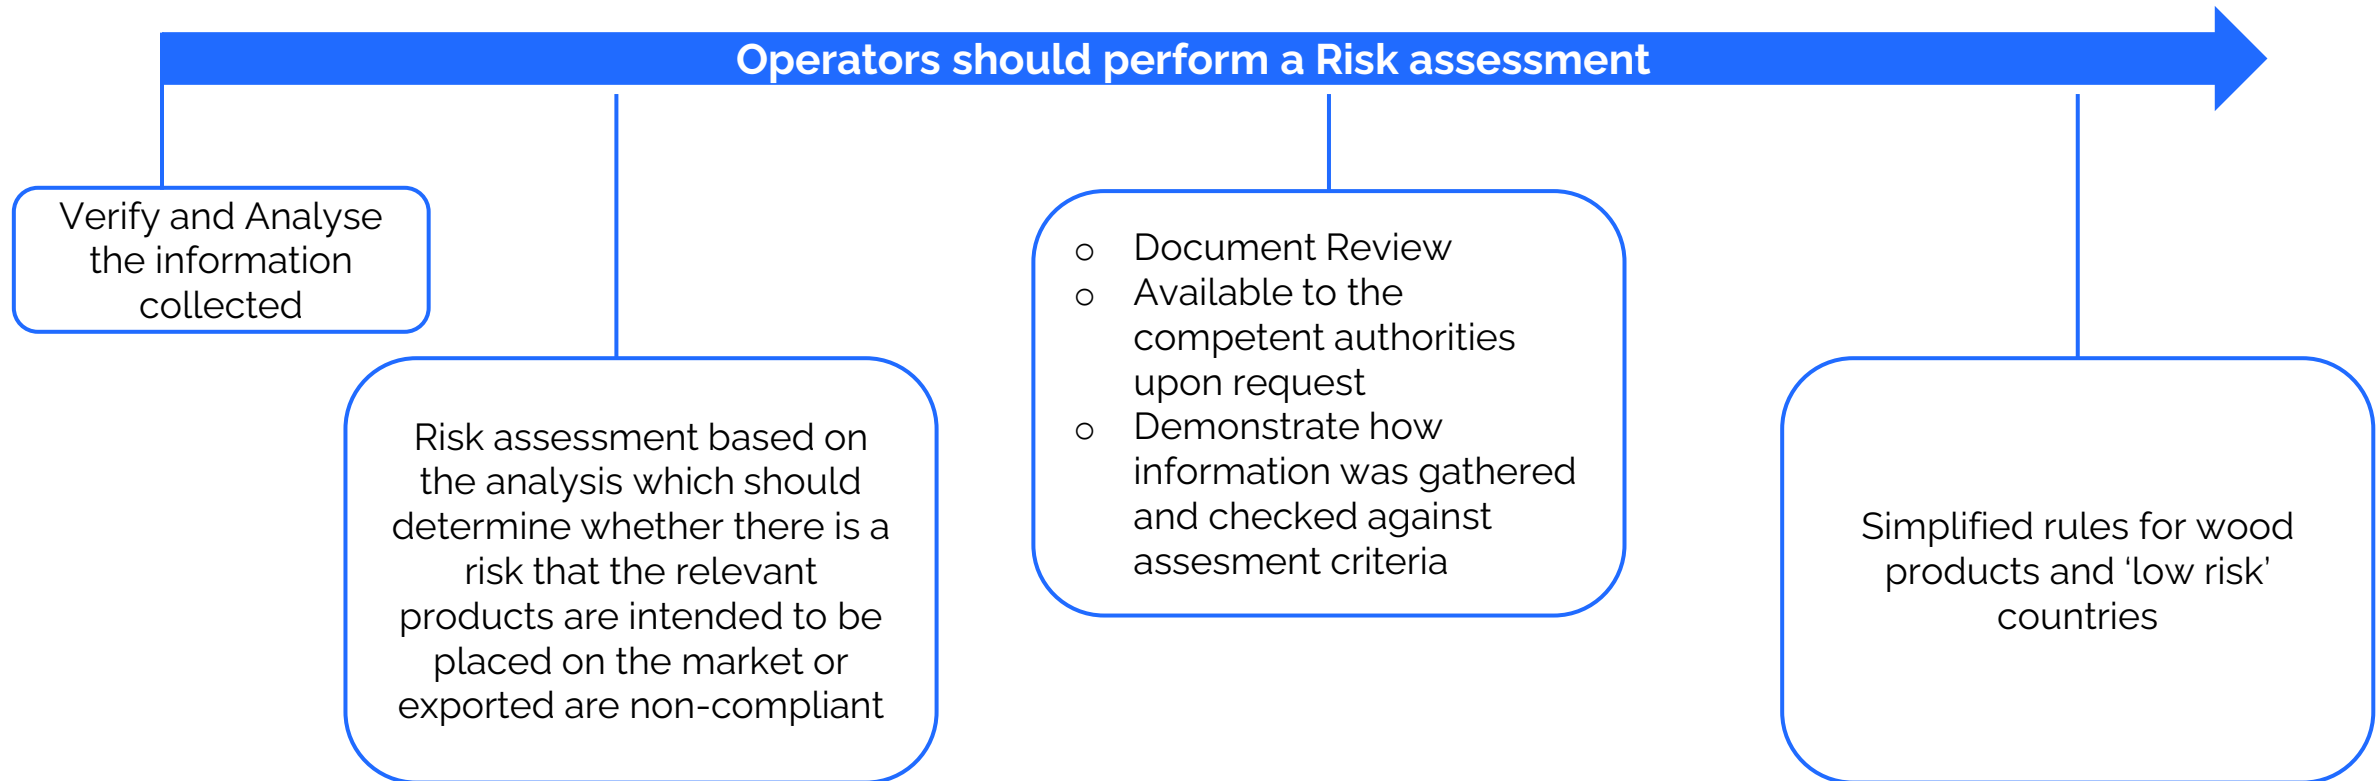 Operators should perform a Risk assessment
Verify and Analyse
the information
collected
Risk assessment based on
the analysis which should
determine whether there is a
risk that the relevant
products are intended to be
placed on the market or
exported are non-compliant
o Document Review
o Available to the
competent authorities
upon request
o Demonstrate how
information was gathered
and checked against
assesment criteria
Simplified rules for wood
products and ‘low risk’
countries